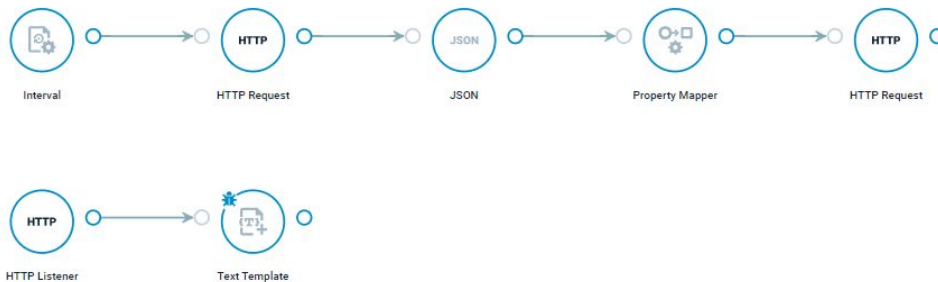 HTTP
JSON
HTTP
Interval
HTTP Request
JSON
Property Mapper
HTTP Request
HTTP
{T}
HTTP Listener
Text Template